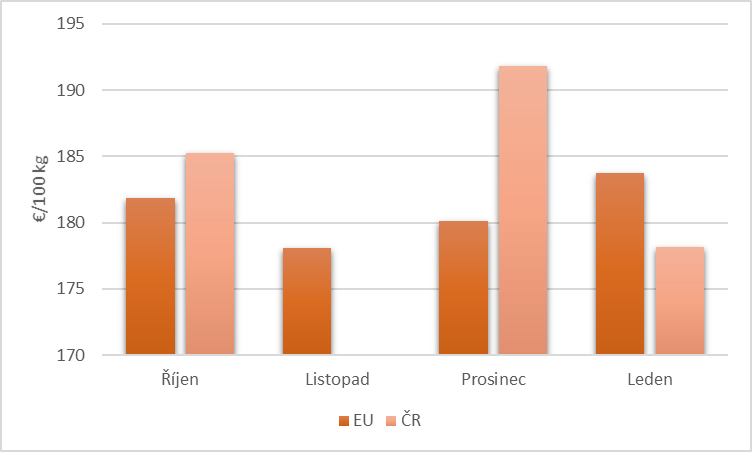 195
190
185
180
175
170
€/100 kg
Říjen Listopad Prosinec Leden
EU ČR